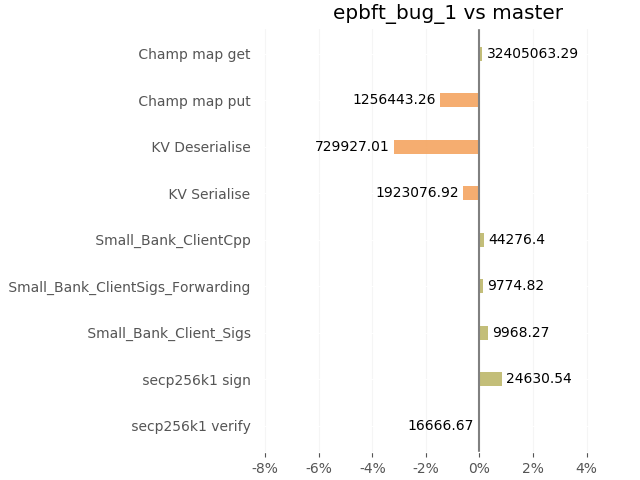 epbft_bug_1 vs master
Champ map get 32405063.29
Champ map put 1256443.26
KV Deserialise 729927.01
KV Serialise 1923076.92
Small_Bank_ClientCpp 44276.4
Small_Bank_ClientSigs_Forwarding 9774.82
Small_Bank_Client_Sigs 9968.27
secp256k1 sign 24630.54
secp256k1 verify 16666.67
-8% -6% -4% -2% 0% 2% 4%